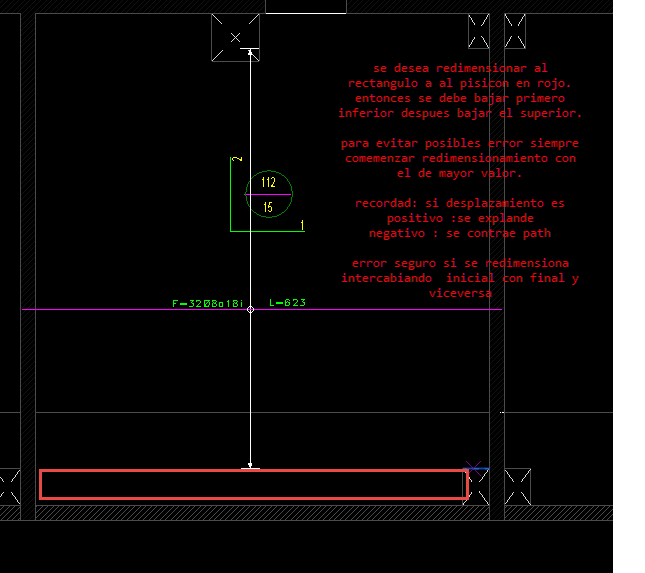 se desea redimensionar al
rectangulo a al pisicon en rojo.
entonces se debe bajar primero
inferior despues bajar el superior.
para evitar posibles error siempre
comemenzar redimensionamiento con
el de mayor valor.
recordad: si desplazamiento es
positivo :se explande
negativo : se contrae path
error seguro si se redimensiona
intercabiando inicial con final y
viceversa
2
112
15
1
F=3208a18i
L=623